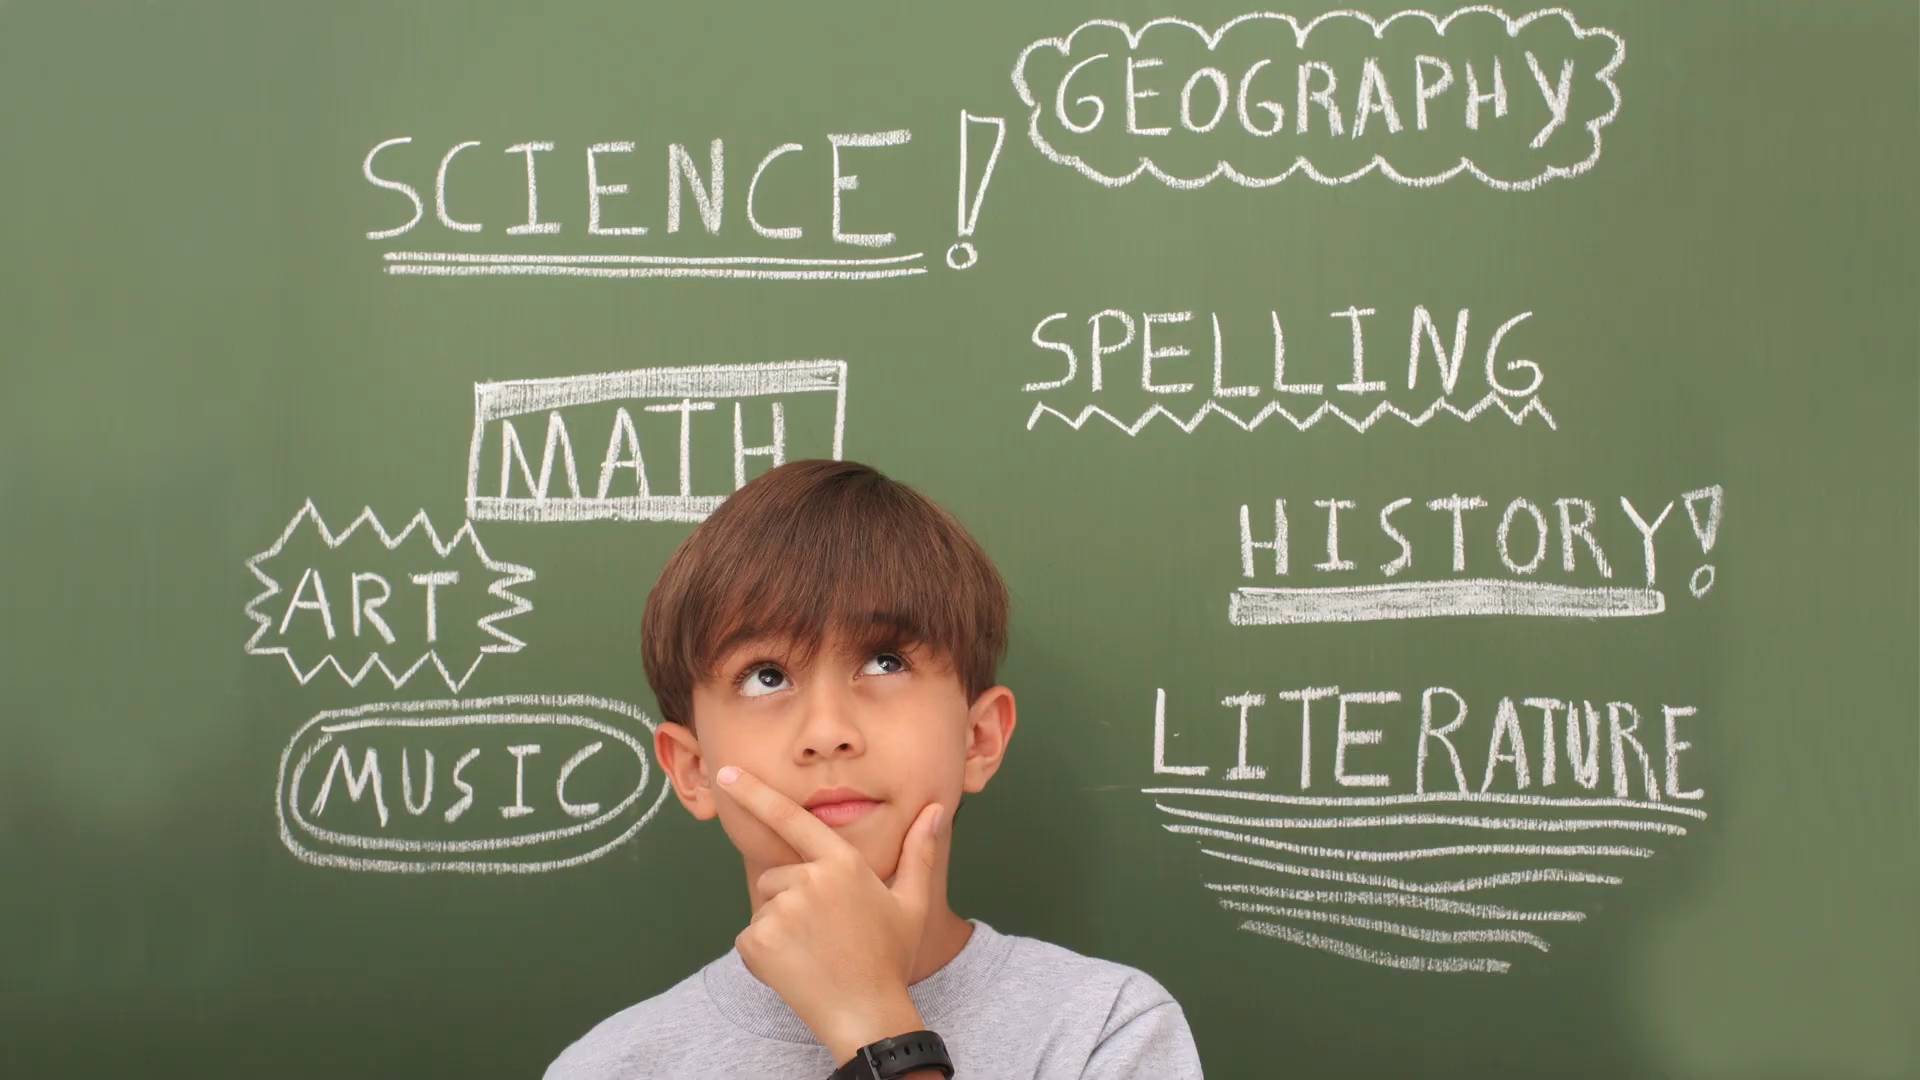 GEOGRAPHY
SCIENCE!
SPELLING
MATH
HISTORY!
ART
LITERATURE
MUSIC